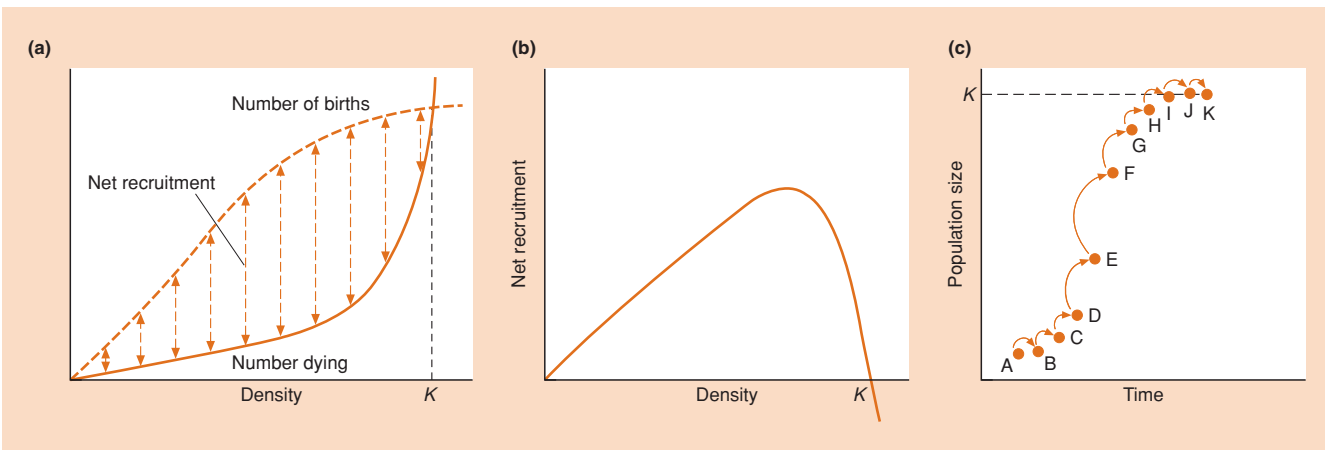 (a)
Number of births
Net recruitment
Number dying
Density
K
(b)
Net recruitment
Density
K
(c)
Population size
K
A
B
C
D
E
F
G
H
I
J
K
Time